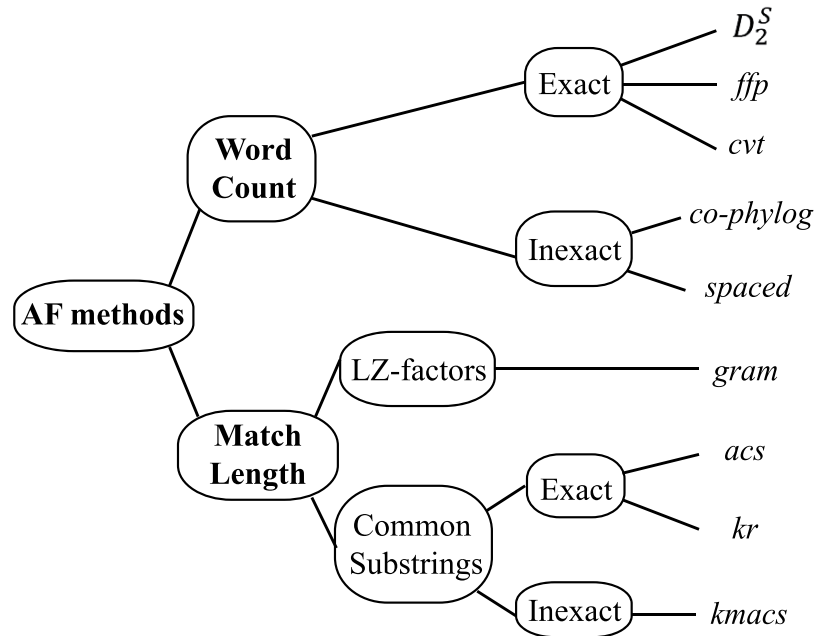 D₂ˢ
Exact
ffp
Word
Count
cvt
co-phylog
Inexact
spaced
AF methods
LZ-factors
gram
Match
Length
acs
Exact
Common
Substrings
kr
Inexact
kmacs